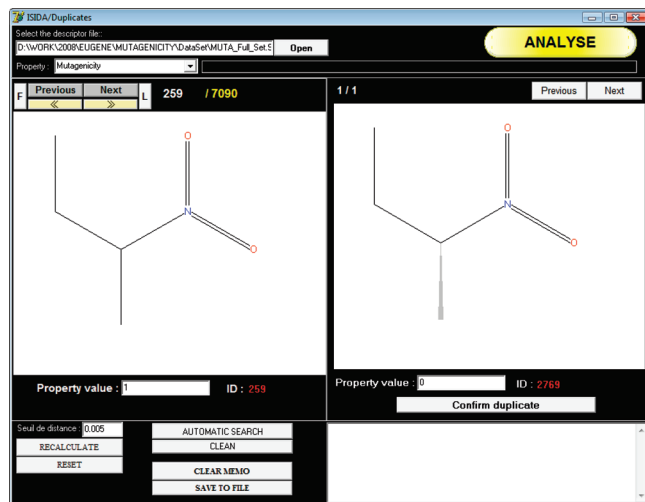 ISIDA/Duplicates
Select the descriptor file::
D:\WORK\2008\EUGENE\MUTAGENICITY\DataSet\MUTA_Full_Set.S
Open
ANALYSE
Property :
Mutagenicity
F
Previous
Next
<<
>>
L
259
/ 7090
1 / 1
Previous
Next
O
N
O
O
N
O
Property value :
1
ID : 259
Property value :
0
ID : 2769
Confirm duplicate
Seuil de distance :
0.005
RECALCULATE
RESET
AUTOMATIC SEARCH
CLEAN
CLEAR MEMO
SAVE TO FILE